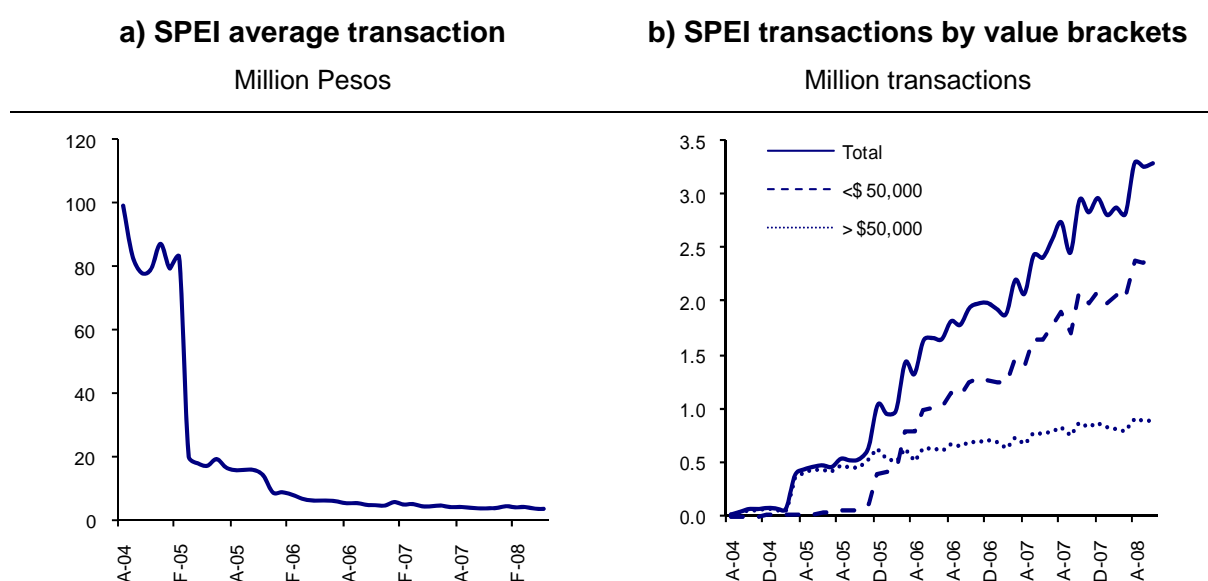 a) SPEI average transaction
Million Pesos
120
100
80
60
40
20
0
A-04
F-05
A-05
F-06
A-06
F-07
A-07
F-08
b) SPEI transactions by value brackets
Million transactions
3.5
3.0
2.5
2.0
1.5
1.0
0.5
0.0
Total
<$ 50,000
> $50,000
A-04
D-04
A-05
A-05
D-05
A-06
A-06
D-06
A-07
A-07
D-07
A-08